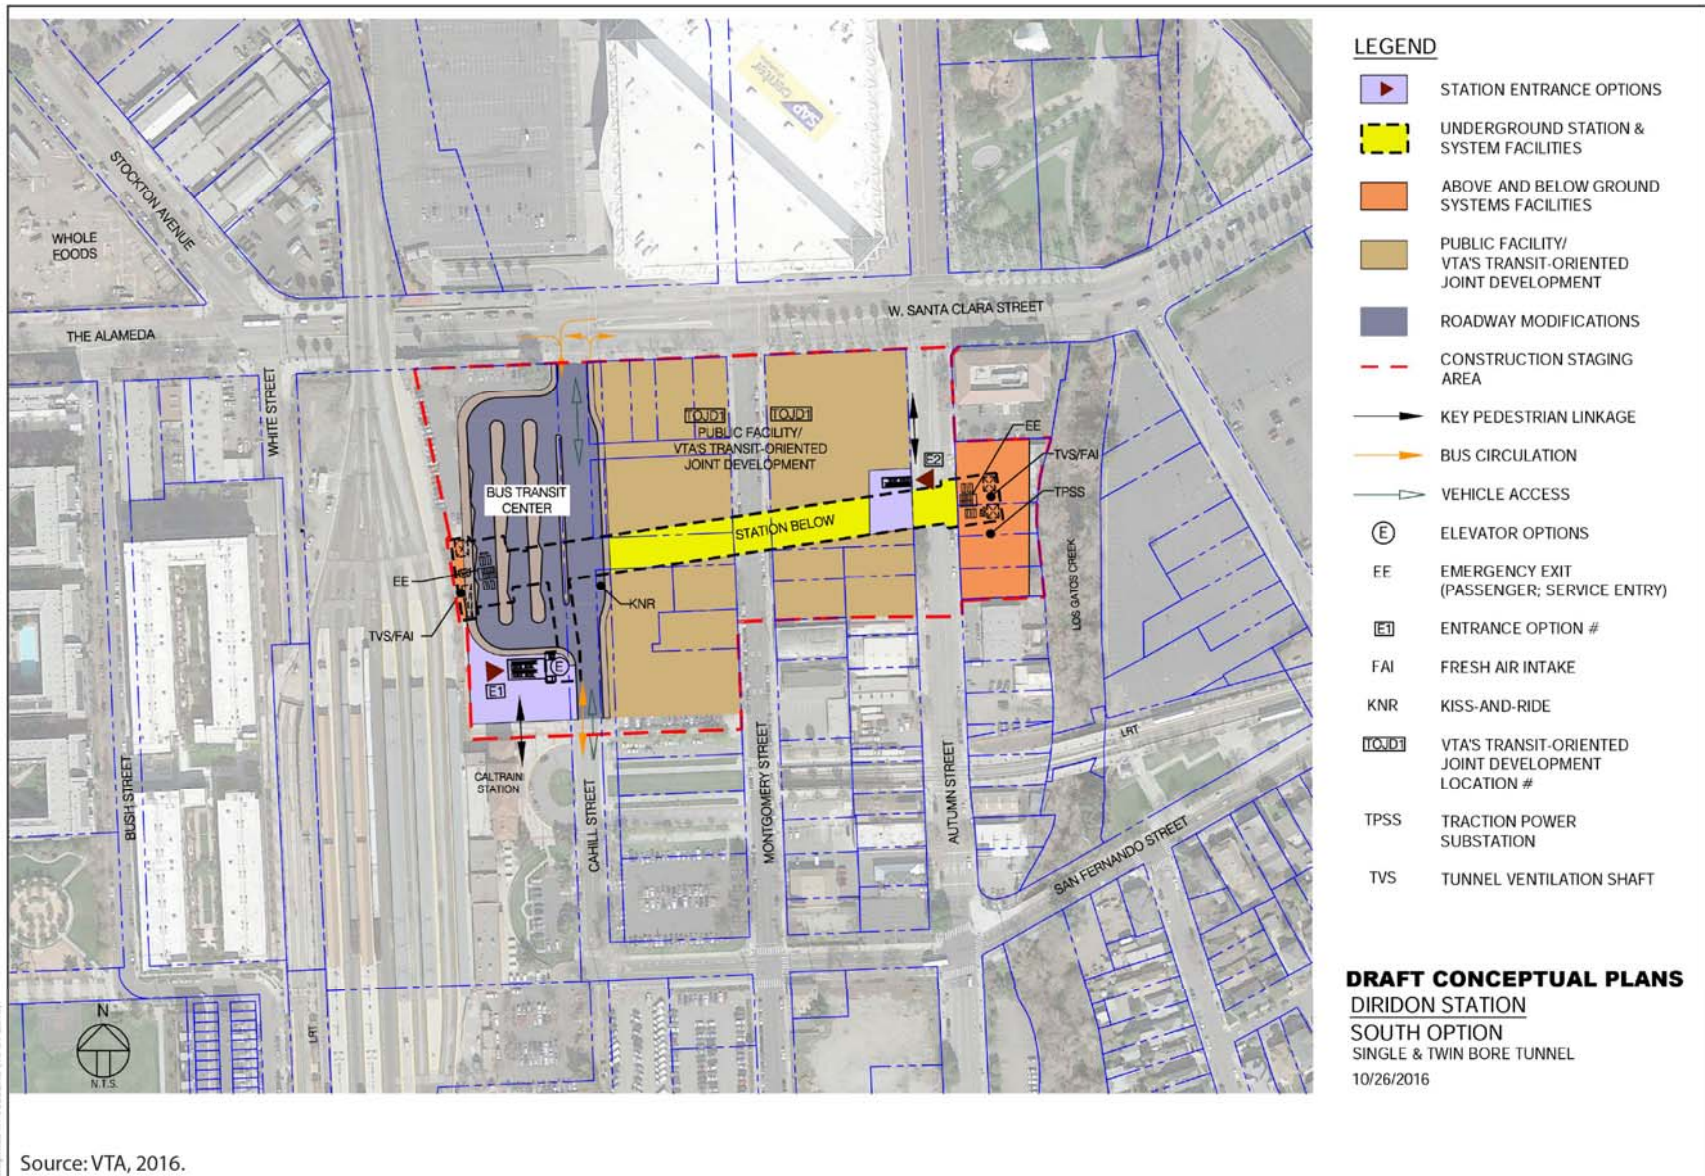 SAP Center
STOCKTON AVENUE
WHOLE
FOODS
THE ALAMEDA
W. SANTA CLARA STREET
WHITE STREET
TOJD1
TOJD1
PUBLIC FACILITY/
VTA'S TRANSIT-ORIENTED
JOINT DEVELOPMENT
E2
EE
TVS/FAI
TPSS
BUS TRANSIT
CENTER
STATION BELOW
EE
KNR
TVS/FAI
E
E1
LOS GATOS CREEK
CALTRAIN
STATION
BUSH STREET
CAHILL STREET
MONTGOMERY STREET
AUTUMN STREET
LRT
SAN FERNANDO STREET
LRT
N
N.T.S.
LEGEND
STATION ENTRANCE OPTIONS
UNDERGROUND STATION &
SYSTEM FACILITIES
ABOVE AND BELOW GROUND
SYSTEMS FACILITIES
PUBLIC FACILITY/
VTA'S TRANSIT-ORIENTED
JOINT DEVELOPMENT
ROADWAY MODIFICATIONS
CONSTRUCTION STAGING
AREA
KEY PEDESTRIAN LINKAGE
BUS CIRCULATION
VEHICLE ACCESS
E ELEVATOR OPTIONS
EE EMERGENCY EXIT
(PASSENGER; SERVICE ENTRY)
E1 ENTRANCE OPTION #
FAI FRESH AIR INTAKE
KNR KISS-AND-RIDE
TOJD1 VTA'S TRANSIT-ORIENTED
JOINT DEVELOPMENT
LOCATION #
TPSS TRACTION POWER
SUBSTATION
TVS TUNNEL VENTILATION SHAFT
DRAFT CONCEPTUAL PLANS
DIRIDON STATION
SOUTH OPTION
SINGLE & TWIN BORE TUNNEL
10/26/2016
Source: VTA, 2016.